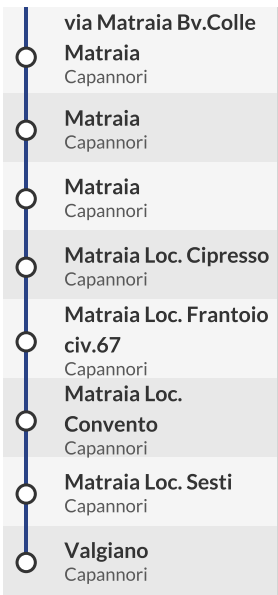 via Matraia Bv.Colle
Matraia
Capannori
Matraia
Capannori
Matraia
Capannori
Matraia Loc. Cipresso
Capannori
Matraia Loc. Frantoio
civ.67
Capannori
Matraia Loc.
Convento
Capannori
Matraia Loc. Sesti
Capannori
Valgiano
Capannori